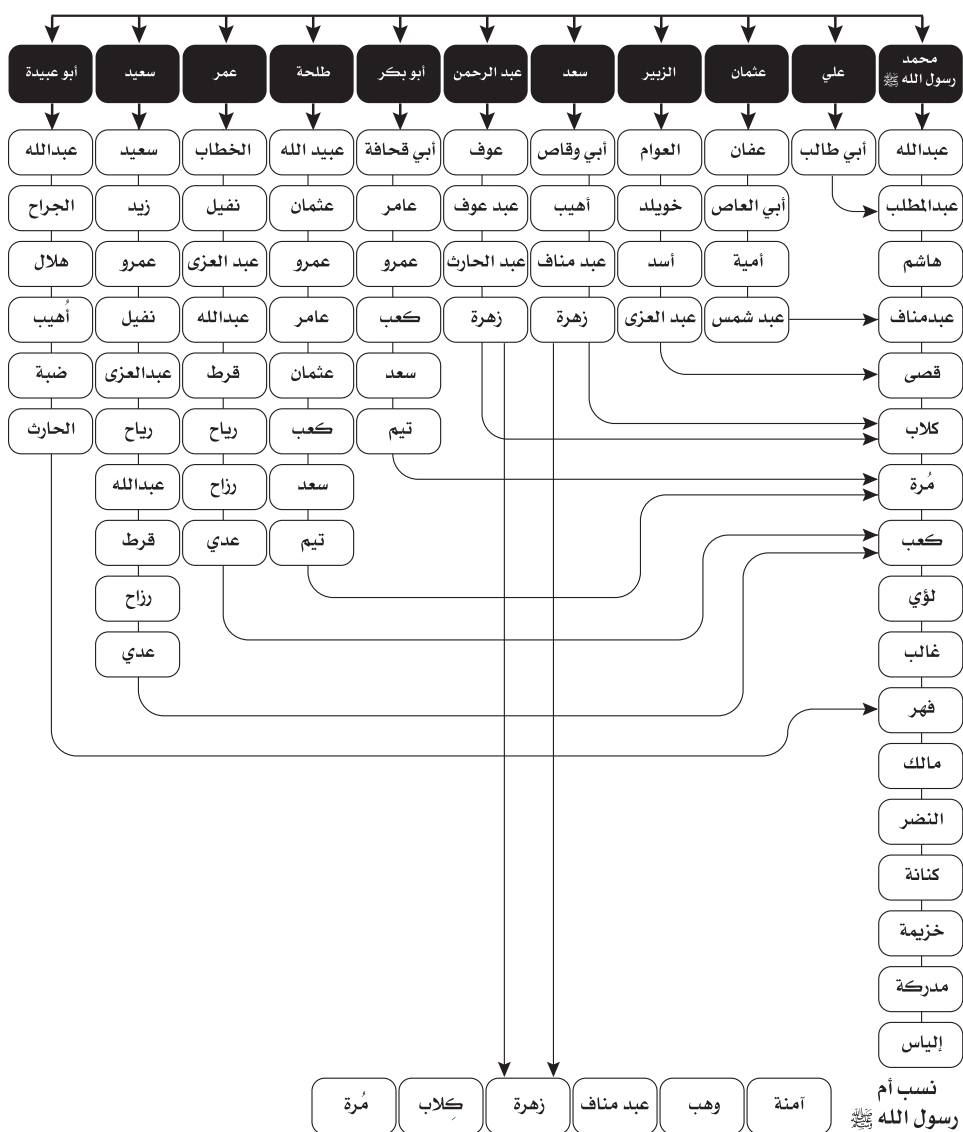 محمد رسول الله ﷺ علي عثمان الزبير سعد عبد الرحمن أبو بكر طلحة عمر سعيد أبو عبيدة
عبدالله أبي طالب عفان العوام أبي وقاص عوف أبي قحافة عبيد الله الخطاب سعيد عبدالله
عبدالمطلب أبي العاص خويلد أهيب عبد عوف عامر عثمان نفيل زيد الجراح
هاشم أمية أسد عبد مناف عبد الحارث عمرو عمرو عبد العزى عمرو هلال
عبدمناف عبد شمس عبد العزى زهرة زهرة كعب عامر عبدالله نفيل أُهيب
قصى سعد عثمان قرط عبدالعزى ضبة
كلاب تيم كعب رياح رياح الحارث
مُرة سعد رزاح عبدالله
كعب تيم عدي قرط
لؤي رزاح
غالب عدي
فهر
مالك
النضر
كنانة
خزيمة
مدركة
إلياس
نسب أم
رسول الله ﷺ
آمنة وهب عبد مناف زهرة كِلاب مُرة